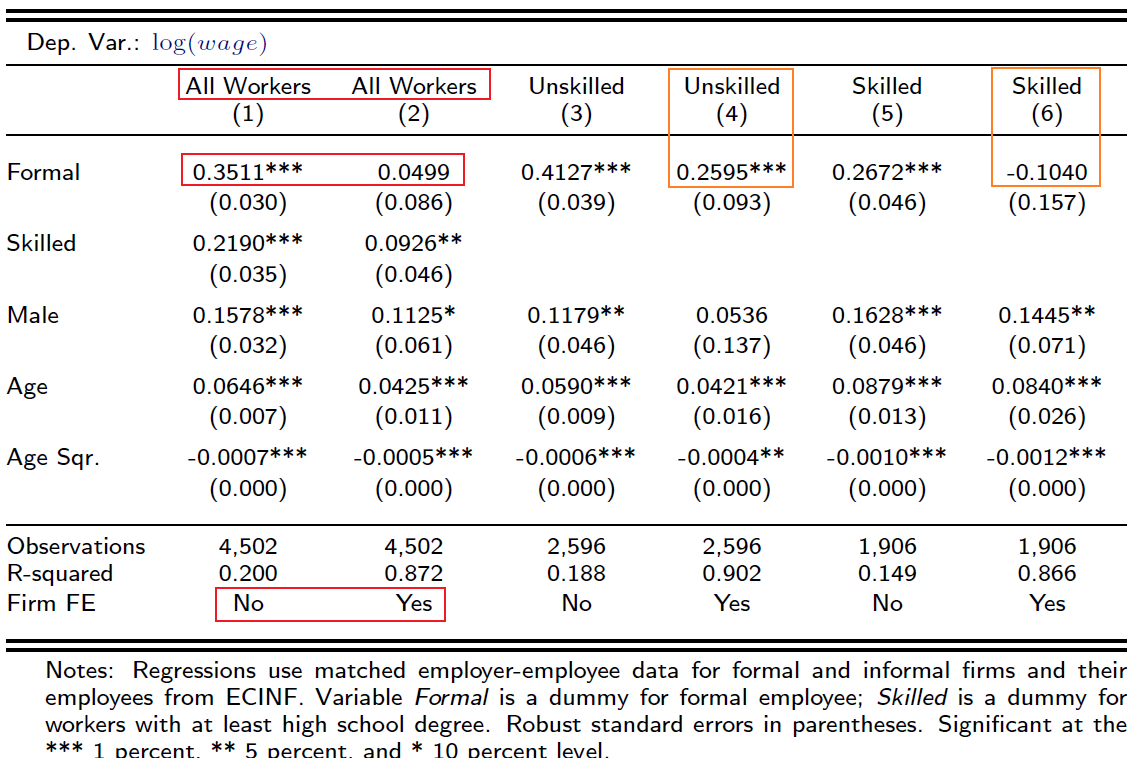 Dep. Var.: log(wage)
All Workers All Workers Unskilled Unskilled Skilled Skilled
(1) (2) (3) (4) (5) (6)
Formal 0.3511*** 0.0499 0.4127*** 0.2595*** 0.2672*** -0.1040
(0.030) (0.086) (0.039) (0.093) (0.046) (0.157)
Skilled 0.2190*** 0.0926**
(0.035) (0.046)
Male 0.1578*** 0.1125* 0.1179** 0.0536 0.1628*** 0.1445**
(0.032) (0.061) (0.046) (0.137) (0.046) (0.071)
Age 0.0646*** 0.0425*** 0.0590*** 0.0421*** 0.0879*** 0.0840***
(0.007) (0.011) (0.009) (0.016) (0.013) (0.026)
Age Sqr. -0.0007*** -0.0005*** -0.0006*** -0.0004** -0.0010*** -0.0012***
(0.000) (0.000) (0.000) (0.000) (0.000) (0.000)
Observations 4,502 4,502 2,596 2,596 1,906 1,906
R-squared 0.200 0.872 0.188 0.902 0.149 0.866
Firm FE No Yes No Yes No Yes
Notes: Regressions use matched employer-employee data for formal and informal firms and their
employees from ECINF. Variable Formal is a dummy for formal employee; Skilled is a dummy for
workers with at least high school degree. Robust standard errors in parentheses. Significant at the
*** 1 percent, ** 5 percent, and * 10 percent level.